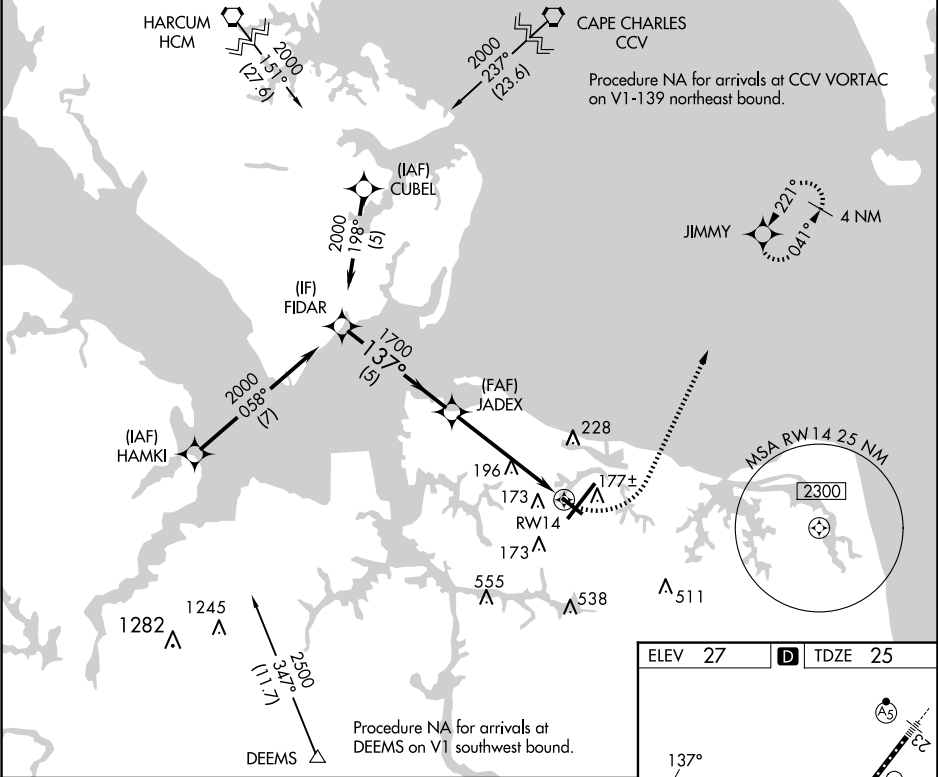 HARCUM
HCM
2000
151°
(27.6)
CAPE CHARLES
CCV
2000
237°
(23.6)
Procedure NA for arrivals at CCV VORTAC
on V1-139 northeast bound.
(IAF)
CUBEL
2000
198°
(5)
JIMMY
221°
041°
4 NM
(IF)
FIDAR
1700
137°
(5)
2000
058°
(7)
(FAF)
JADEX
(IAF)
HAMKI
228
196
177±
173
RW14
173
MSA RW14 25 NM
2300
555
538
511
1282
1245
2500
347°
(11.7)
DEEMS
Procedure NA for arrivals at
DEEMS on V1 southwest bound.
ELEV 27 D TDZE 25
A5
23
137°